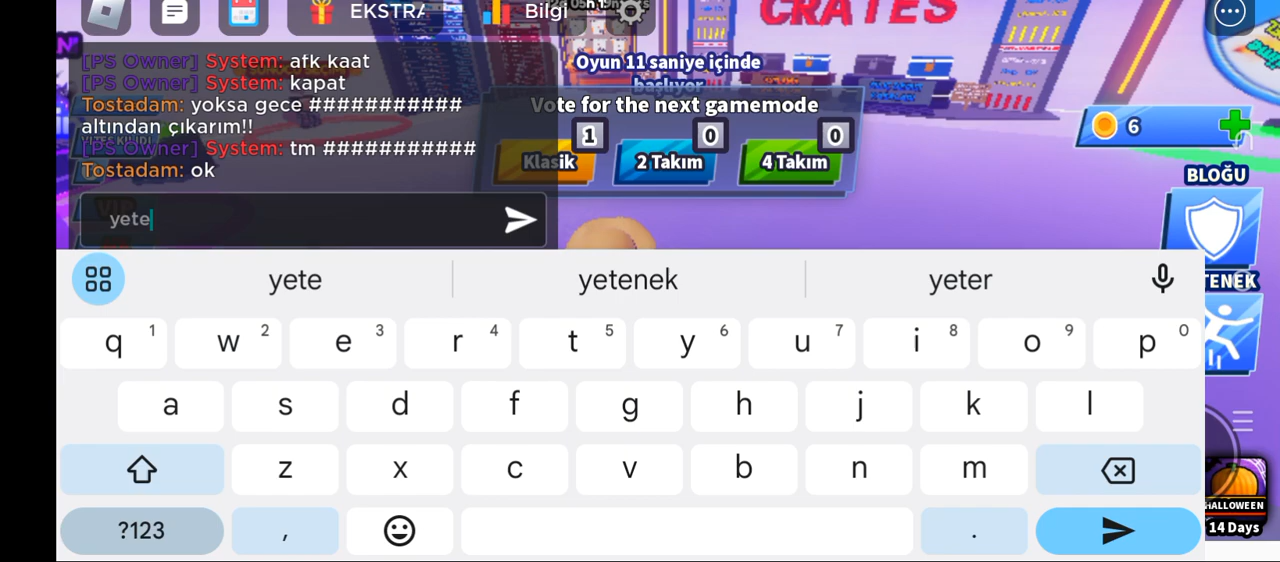 EKSTRA
Bilgi
CRATES
[PS Owner] System: afk kaat
[PS Owner] System: kapat
Tostadam: yoksa gece ###########
altından çıkarım!!
[PS Owner] System: tm ###########
Tostadam: ok
yete
Oyun 11 saniye içinde
başlıyor
Vote for the next gamemode
1
0
0
Klasik
2 Takım
4 Takım
6
BLOĞU
TENEK
HALLOWEEN
14 Days
yete
yetenek
yeter
q 1 w 2 e 3 r 4 t 5 y 6 u 7 i 8 o 9 p 0
a s d f g h j k l
z x c v b n m
?123 , .